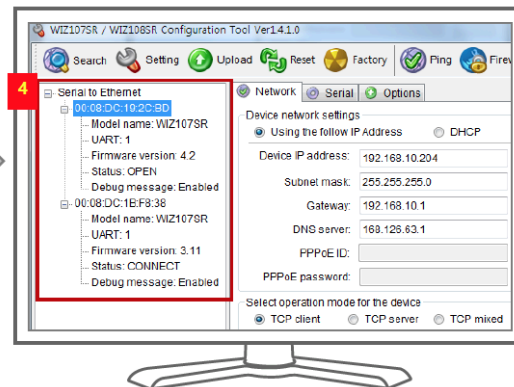 WIZ107SR / WIZ108SR Configuration Tool Ver1.4.1.0
Search Setting Upload Reset Factory Ping
4
Serial to Ethernet
00:08:DC:19:2C:BD
Model name: WIZ107SR
UART: 1
Firmware version: 4.2
Status: OPEN
Debug message: Enabled
00:08:DC:1B:F8:38
Model name: WIZ107SR
UART: 1
Firmware version: 3.11
Status: CONNECT
Debug message: Enabled
Network Serial Options
Device network settings
Using the follow IP Address DHCP
Device IP address: 192.168.10.204
Subnet mask: 255.255.255.0
Gateway: 192.168.10.1
DNS server: 168.126.63.1
PPPoE ID:
PPPoE password:
Select operation mode for the device
TCP client TCP server TCP mixed